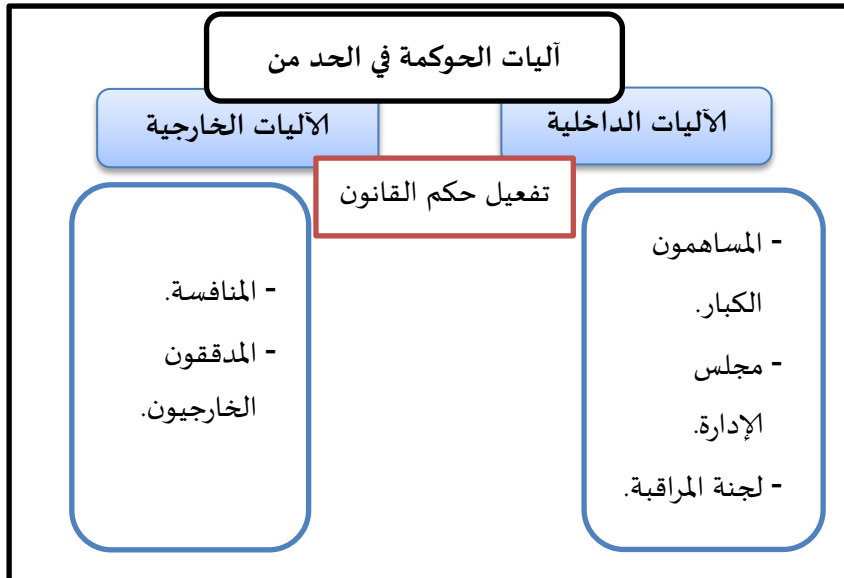 آليات الحوكمة في الحد من
الآليات الداخلية
الآليات الخارجية
تفعيل حكم القانون
- المساهمون
الكبار.
- مجلس
الإدارة.
- لجنة المراقبة.
- المنافسة.
- المدققون
الخارجيون.